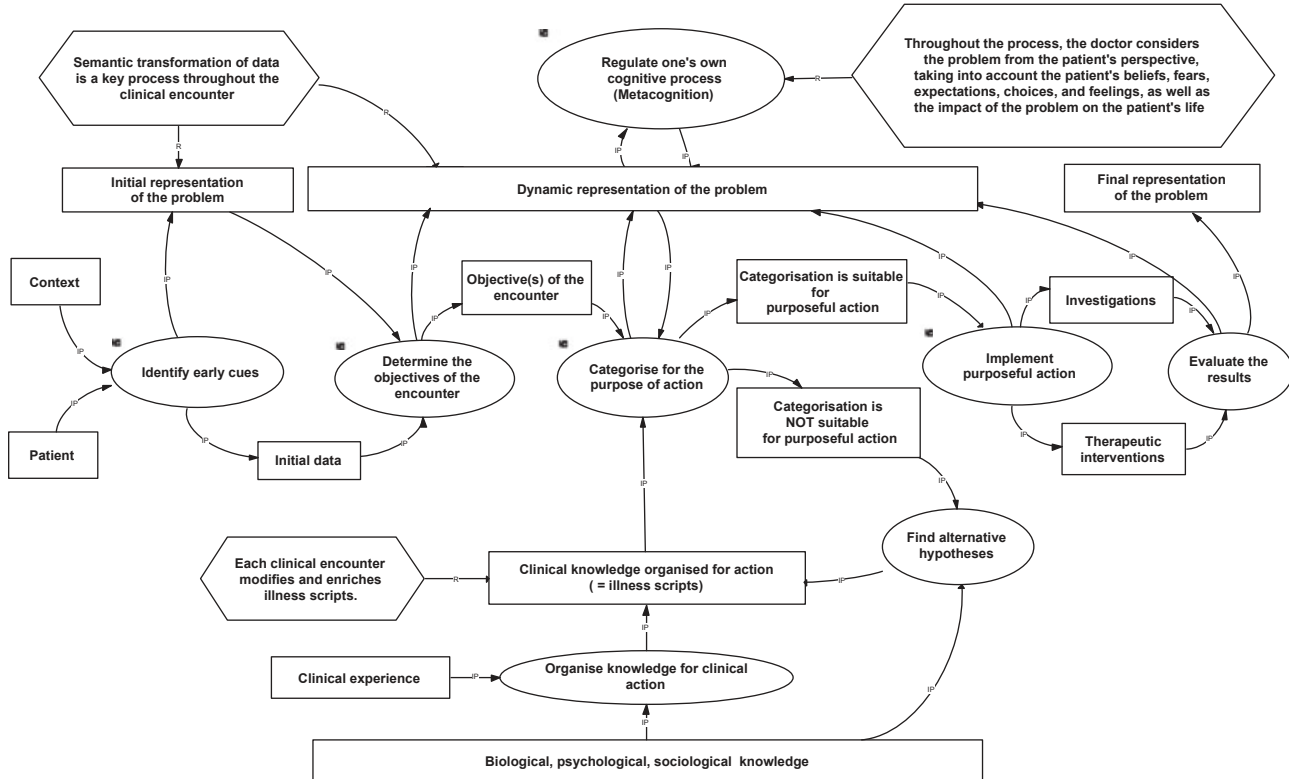 Semantic transformation of data
is a key process throughout the
clinical encounter
Regulate one's own
cognitive process
(Metacognition)
Throughout the process, the doctor considers
the problem from the patient's perspective,
taking into account the patient's beliefs, fears,
expectations, choices, and feelings, as well as
the impact of the problem on the patient's life
R
R
R
IP
IP
Initial representation
of the problem
Dynamic representation of the problem
Final representation
of the problem
IP
IP
IP
IP
IP
IP
IP
IP
Context
Objective(s) of the
encounter
Categorisation is suitable
for
purposeful action
Investigations
IP
IP
IP
IP
IP
IP
IP
IP
Identify early cues
Determine the
objectives of the
encounter
Categorise for the
purpose of action
Implement
purposeful action
Evaluate the
results
IP
IP
Patient
IP
Initial data
IP
Categorisation is
NOT suitable
for purposeful action
IP
Therapeutic
interventions
IP
IP
IP
Find alternative
hypotheses
Each clinical encounter
modifies and enriches
illness scripts.
R
Clinical knowledge organised for action
( = illness scripts)
IP
IP
Clinical experience
IP
Organise knowledge for clinical
action
IP
IP
Biological, psychological, sociological knowledge